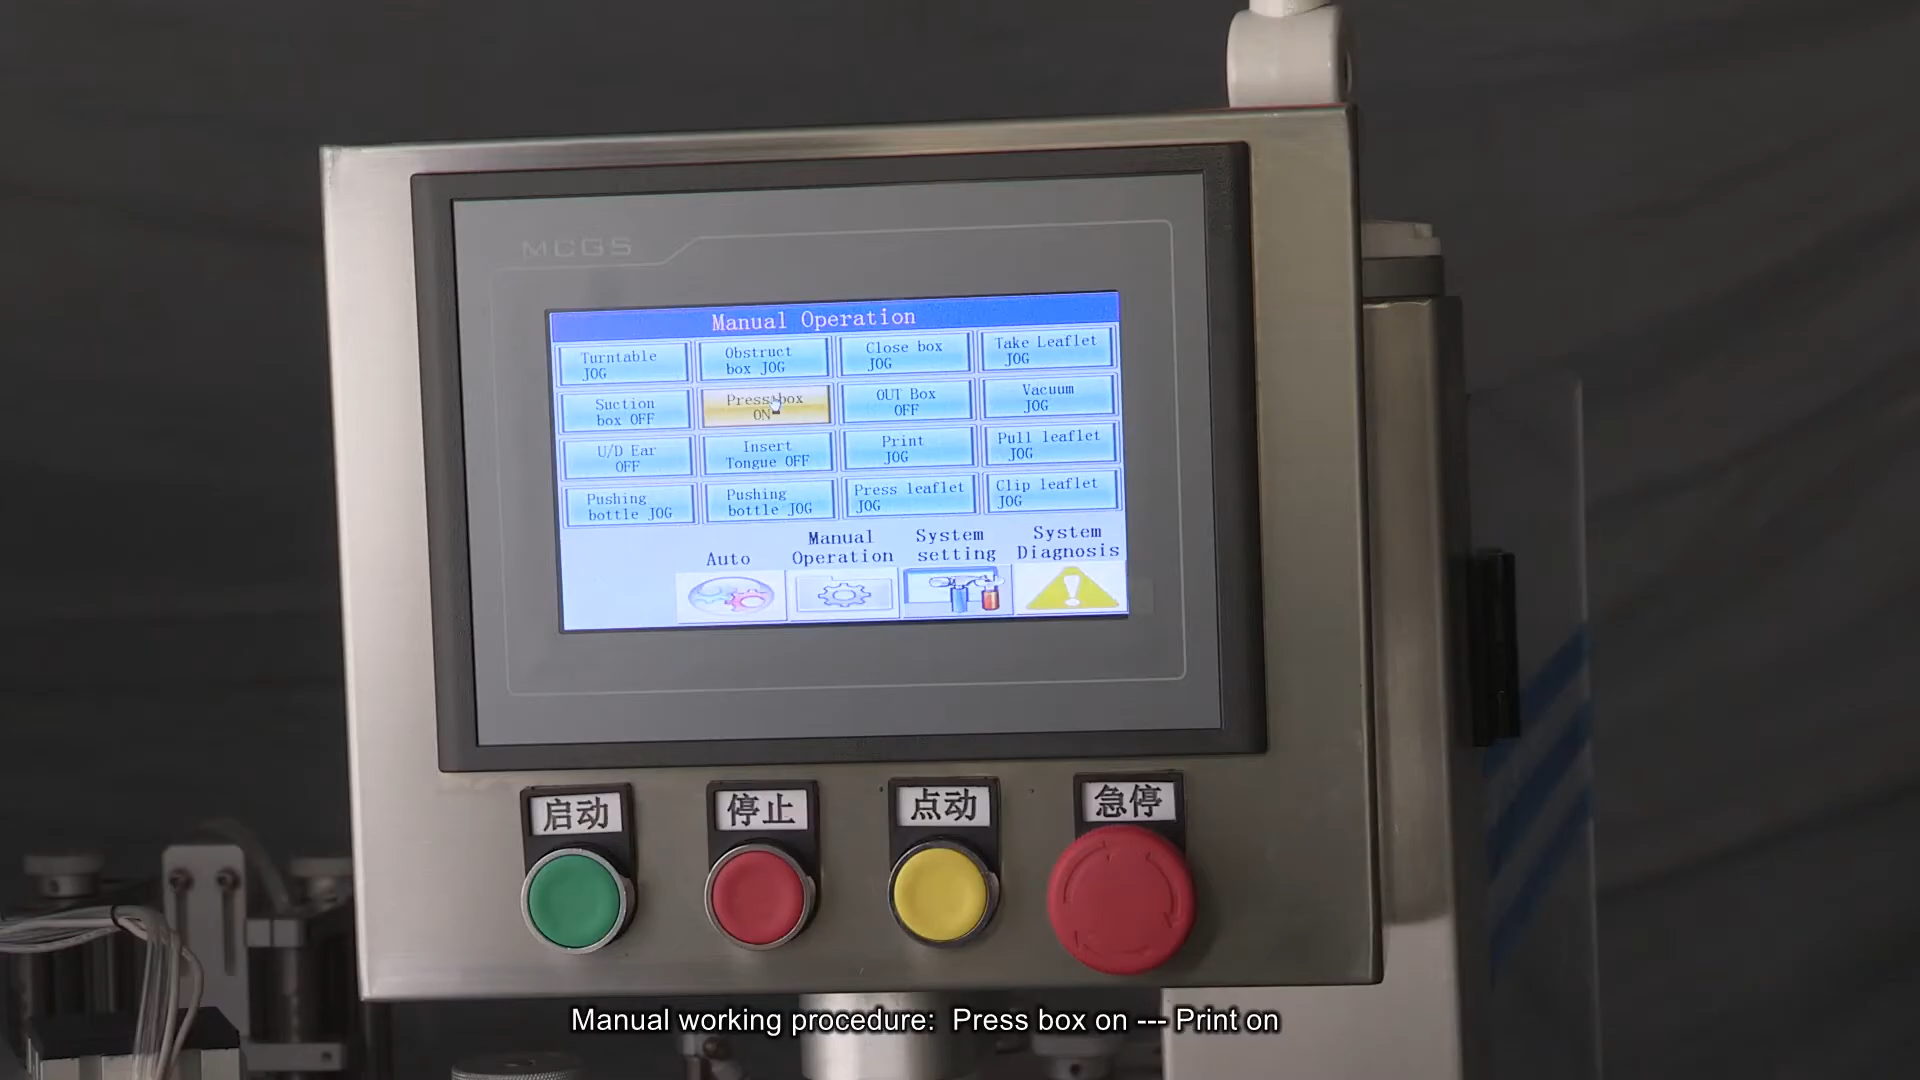 MCGS
Manual Operation
Turntable
JOG
Obstruct
box JOG
Close box
JOG
Take Leaflet
JOG
Suction
box OFF
Press box
ON
OUT Box
OFF
Vacuum
JOG
U/D Ear
OFF
Insert
Tongue OFF
Print
JOG
Pull leaflet
JOG
Pushing
bottle JOG
Pushing
bottle JOG
Press leaflet
JOG
Clip leaflet
JOG
Auto
Manual
Operation
System
setting
System
Diagnosis
启动
停止
点动
急停
Manual working procedure: Press box on --- Print on